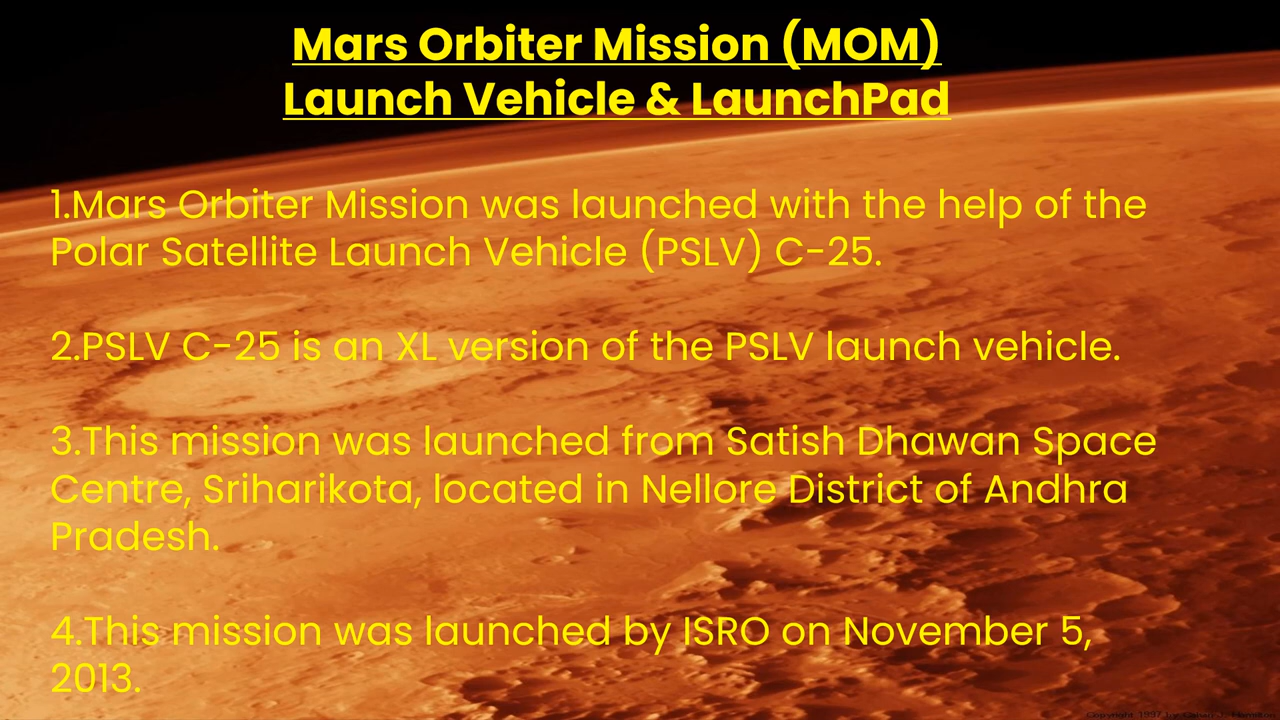 Mars Orbiter Mission (MOM)
Launch Vehicle & LaunchPad
1.Mars Orbiter Mission was launched with the help of the
Polar Satellite Launch Vehicle (PSLV) C-25.
2.PSLV C-25 is an XL version of the PSLV launch vehicle.
3.This mission was launched from Satish Dhawan Space
Centre, Sriharikota, located in Nellore District of Andhra
Pradesh.
4.This mission was launched by ISRO on November 5,
2013.
Copyright 1997